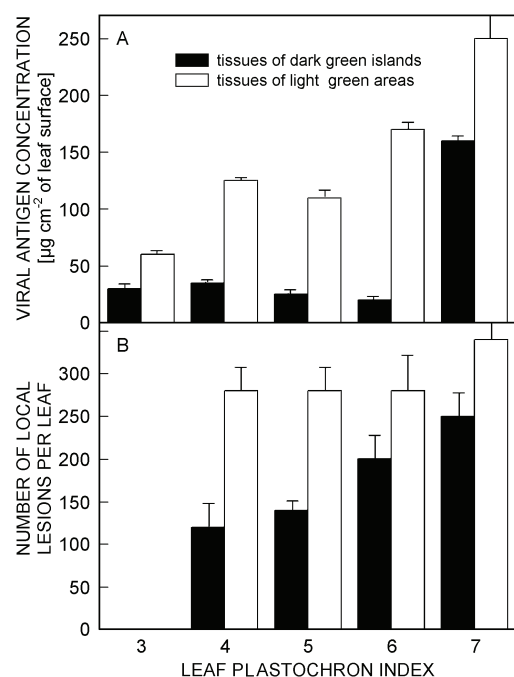 A
tissues of dark green islands
tissues of light green areas
VIRAL ANTIGEN CONCENTRATION
[µg cm⁻² of leaf surface]
250
200
150
100
50
0
B
NUMBER OF LOCAL
LESIONS PER LEAF
300
250
200
150
100
50
0
3 4 5 6 7
LEAF PLASTOCHRON INDEX